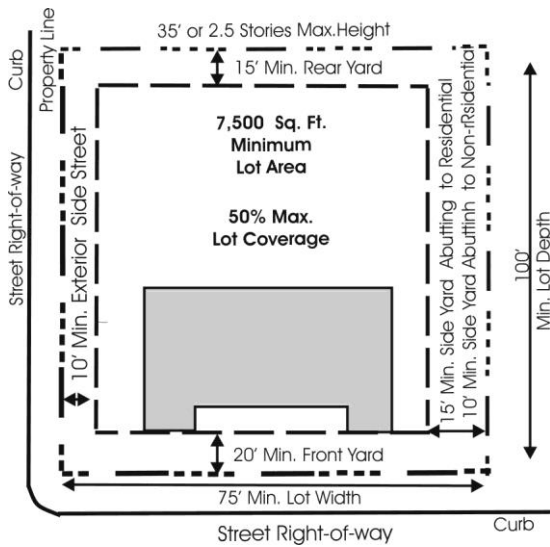 35' or 2.5 Stories Max.Height
15' Min. Rear Yard
Curb
Property Line
7,500 Sq. Ft.
Minimum
Lot Area
50% Max.
Lot Coverage
Street Right-of-way
10' Min. Exterior Side Street
15' Min. Side Yard Abutting to Residential
10' Min. Side Yard Abuttinh to Non-rRsidential
100'
Min. Lot Depth
20' Min. Front Yard
75' Min. Lot Width
Street Right-of-way
Curb